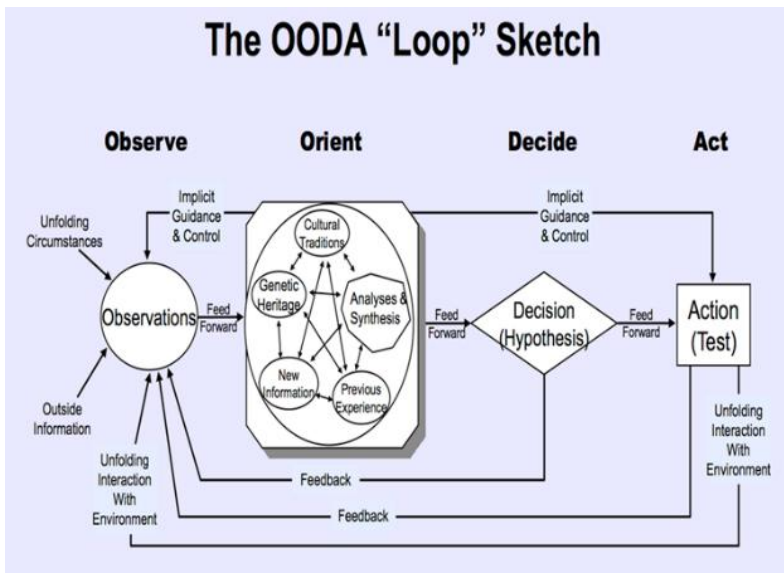 The OODA “Loop” Sketch
Observe
Orient
Decide
Act
Implicit
Guidance
& Control
Implicit
Guidance
& Control
Unfolding
Circumstances
Observations
Outside
Information
Feed
Forward
Cultural
Traditions
Genetic
Heritage
Analyses &
Synthesis
New
Information
Previous
Experience
Feed
Forward
Decision
(Hypothesis)
Feed
Forward
Action
(Test)
Unfolding
Interaction
With
Environment
Feedback
Feedback
Unfolding
Interaction
With
Environment